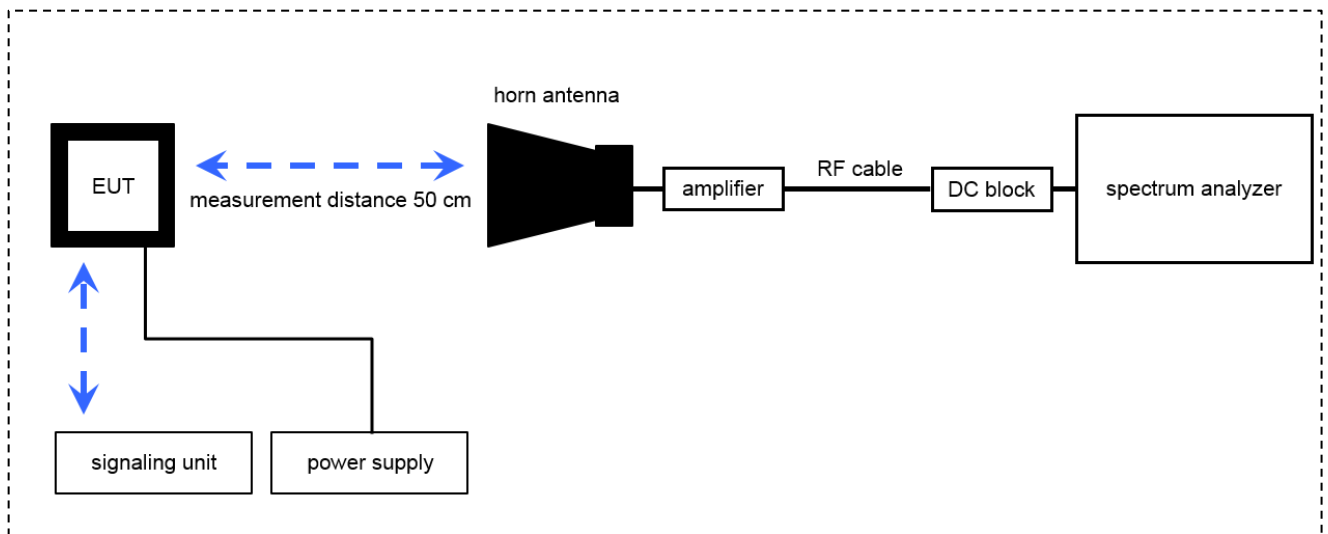 horn antenna
EUT
measurement distance 50 cm
amplifier
RF cable
DC block
spectrum analyzer
signaling unit
power supply